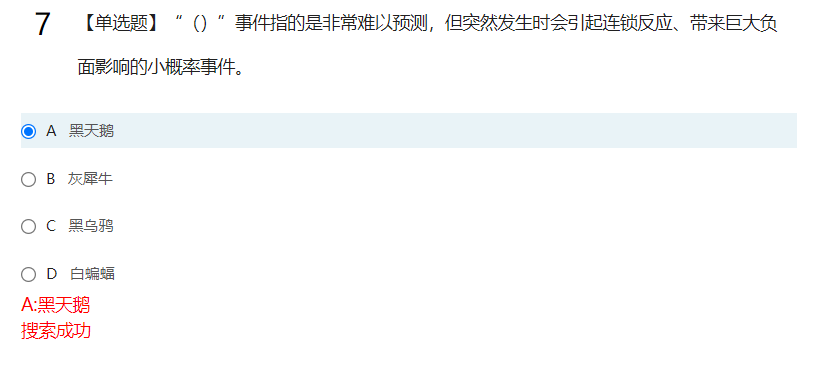 7 【单选题】“（）”事件指的是非常难以预测，但突然发生时会引起连锁反应、带来巨大负
面影响的小概率事件。
A 黑天鹅
B 灰犀牛
C 黑乌鸦
D 白蝙蝠
A:黑天鹅
搜索成功